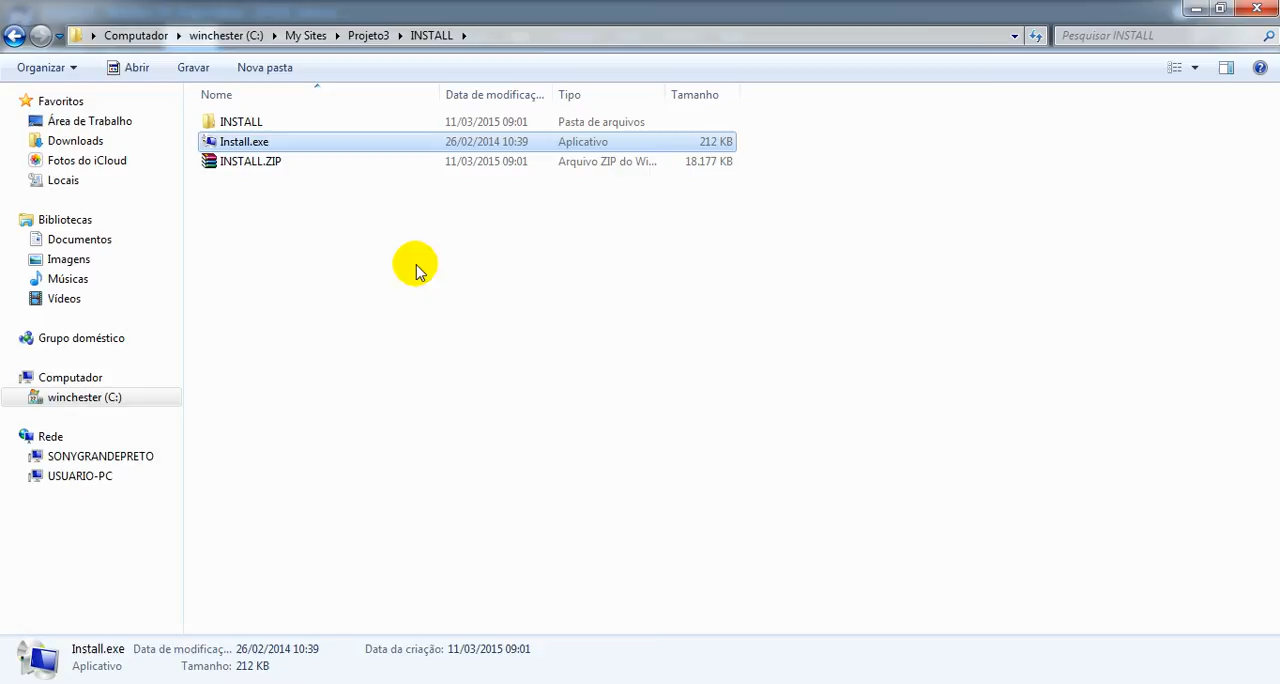 Computador winchester (C:) My Sites Projeto3 INSTALL Pesquisar INSTALL
Organizar Abrir Gravar Nova pasta
Nome Data de modificaç... Tipo Tamanho
INSTALL 11/03/2015 09:01 Pasta de arquivos
Install.exe 26/02/2014 10:39 Aplicativo 212 KB
INSTALL.ZIP 11/03/2015 09:01 Arquivo ZIP do Wi... 18.177 KB
Favoritos
Área de Trabalho
Downloads
Fotos do iCloud
Locais
Bibliotecas
Documentos
Imagens
Músicas
Vídeos
Grupo doméstico
Computador
winchester (C:)
Rede
SONYGRANDEPRETO
USUARIO-PC
Install.exe Data de modificaç... 26/02/2014 10:39 Data da criação: 11/03/2015 09:01
Aplicativo Tamanho: 212 KB